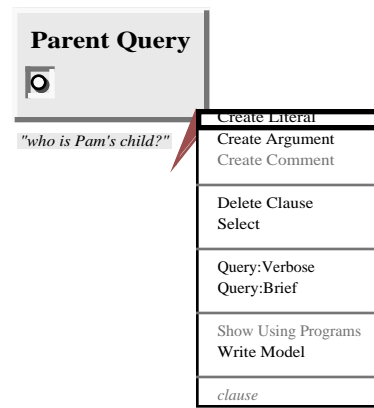 Parent Query
"who is Pam's child?"
Create Literal
Create Argument
Create Comment
Delete Clause
Select
Query:Verbose
Query:Brief
Show Using Programs
Write Model
clause